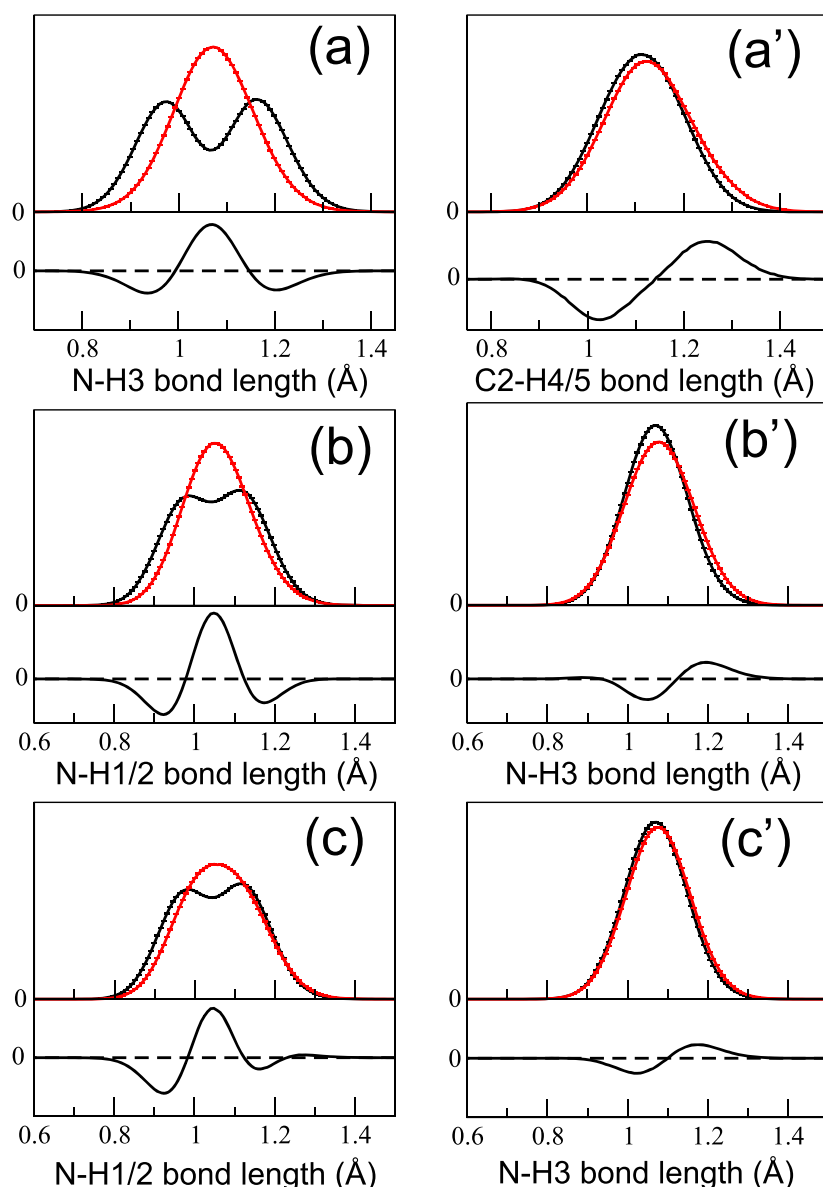 (a)
0
0
0.8 1 1.2 1.4
N-H3 bond length (Å)
(a’)
0
0
0.8 1 1.2 1.4
C2-H4/5 bond length (Å)
(b)
0
0
0.6 0.8 1 1.2 1.4
N-H1/2 bond length (Å)
(b’)
0
0
0.6 0.8 1 1.2 1.4
N-H3 bond length (Å)
(c)
0
0
0.6 0.8 1 1.2 1.4
N-H1/2 bond length (Å)
(c’)
0
0
0.6 0.8 1 1.2 1.4
N-H3 bond length (Å)